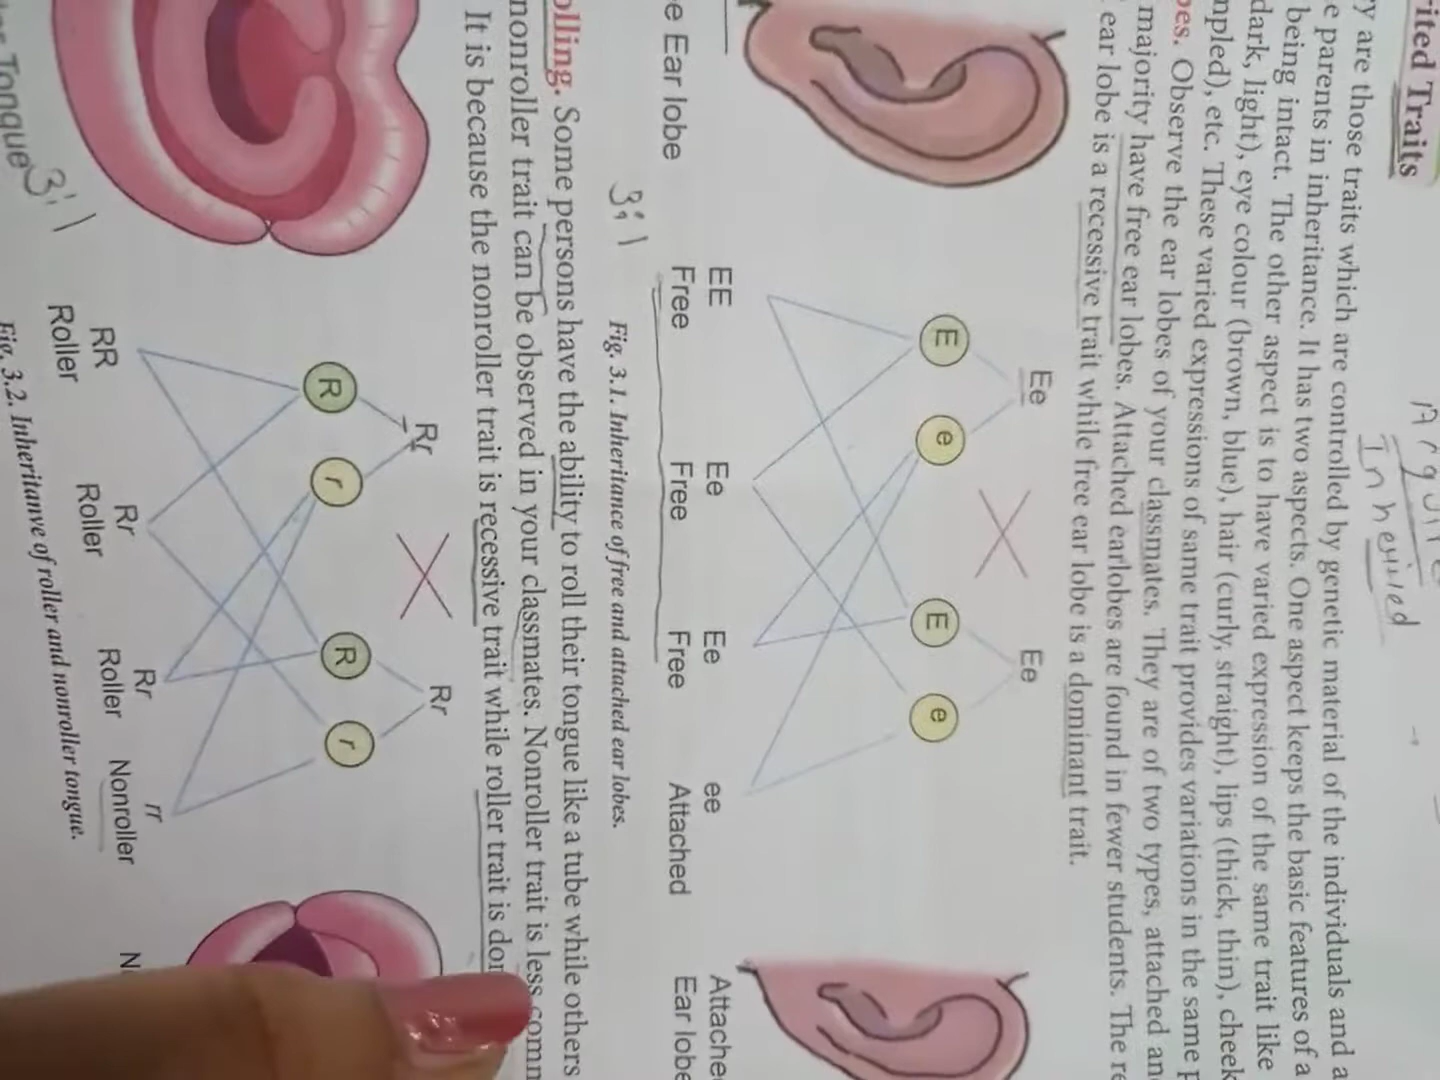 Inherited
Traits
ry are those traits which are controlled by genetic material of the individuals and a
e parents in inheritance. It has two aspects. One aspect keeps the basic features of a
being intact. The other aspect is to have varied expression of the same trait like
dark, light), eye colour (brown, blue), hair (curly, straight), lips (thick, thin), cheek
mpled), etc. These varied expressions of same trait provides variations in the same
Observe the ear lobes of your classmates. They are of two types, attached an
majority have free ear lobes. Attached earlobes are found in fewer students. The re
ear lobe is a recessive trait while free ear lobe is a dominant trait.
Ee Ee
E e E e
EE Ee Ee ee
Free Free Free Attached
e Ear lobe
Attached
Ear lobe
3:1
Fig. 3.1. Inheritance of free and attached ear lobes.
olling. Some persons have the ability to roll their tongue like a tube while others
nonroller trait can be observed in your classmates. Nonroller trait is less
It is because the nonroller trait is recessive trait while roller trait is
Rr Rr
R r R r
RR Rr Rr rr
Roller Roller Roller Nonroller
Tongue
3:1
Fig. 3.2. Inheritanve of roller and nonroller tongue.